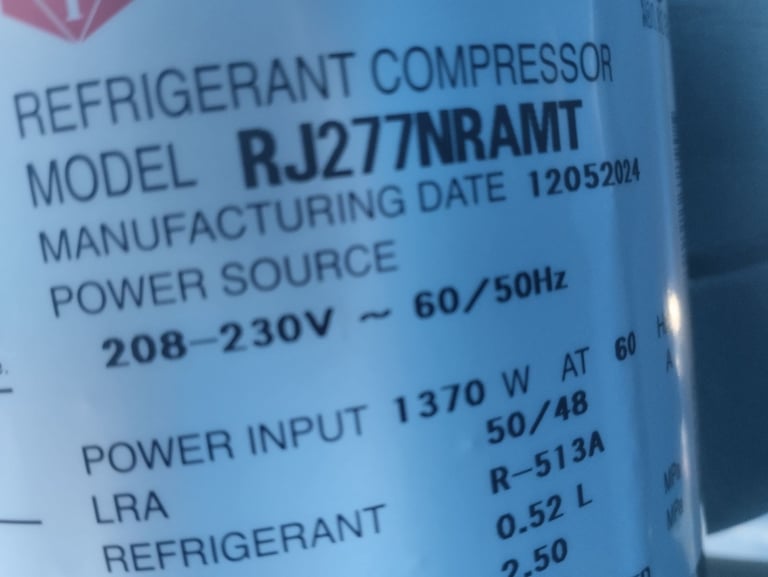 REFRIGERANT COMPRESSOR
MODEL RJ277NRAMT
MANUFACTURING DATE 12052024
POWER SOURCE
208-230V ~ 60/50Hz
POWER INPUT 1370 W AT 60 H
LRA 50/48 A
REFRIGERANT R-513A
0.52 L
2.50